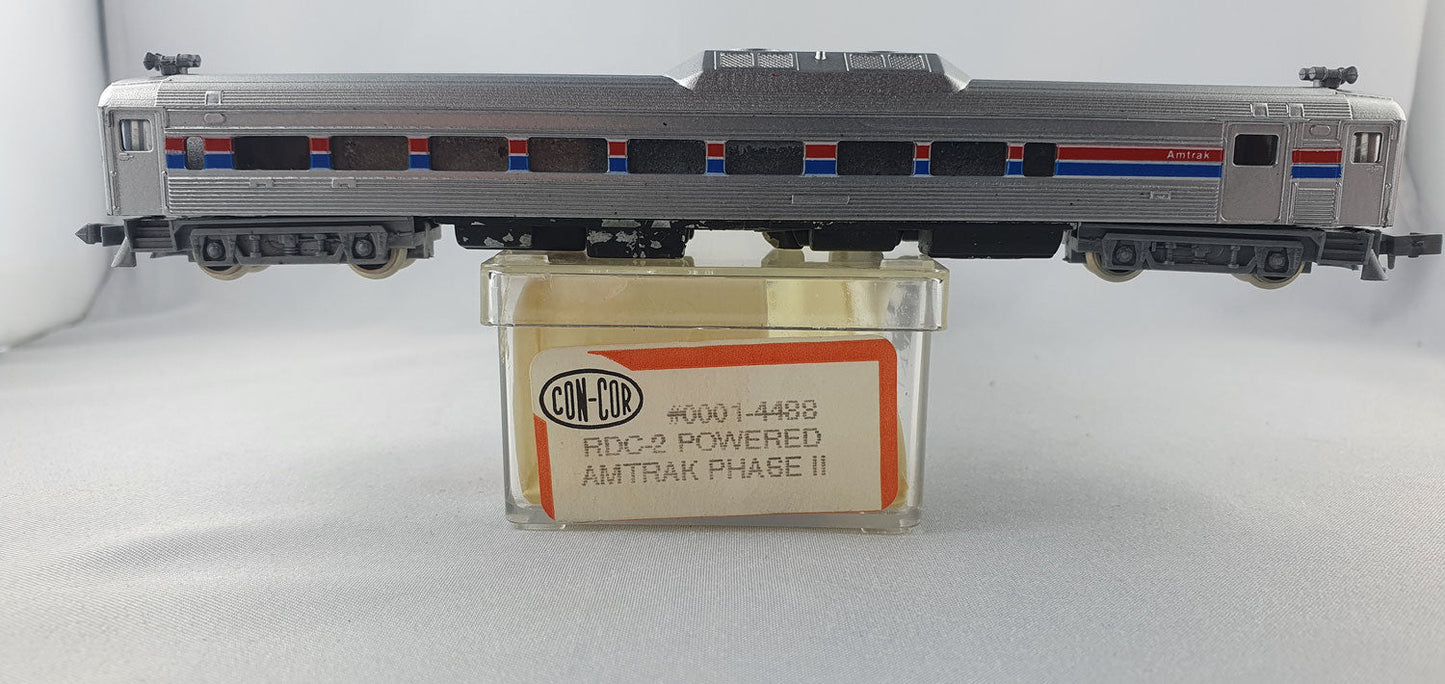 Amtrak
CON-COR
#0001-4488
RDC-2 POWERED
AMTRAK PHASE II